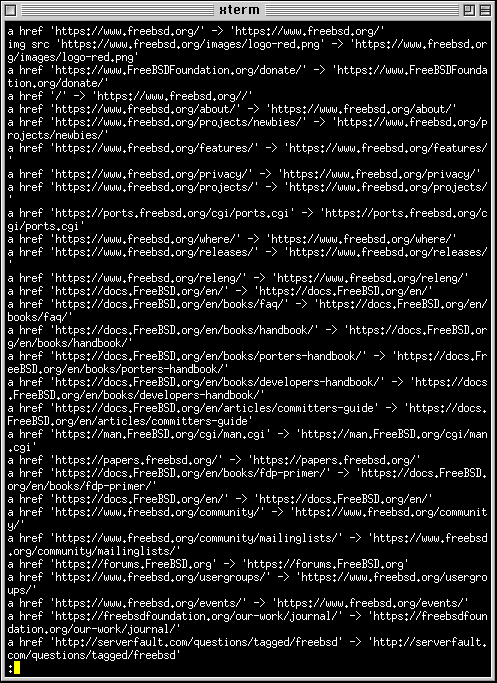 xterm
a href 'https://www.freebsd.org/' -> 'https://www.freebsd.org/'
img src 'https://www.freebsd.org/images/logo-red.png' -> 'https://www.freebsd.or
g/images/logo-red.png'
a href 'https://www.FreeBSDFoundation.org/donate/' -> 'https://www.FreeBSDFounda
tion.org/donate/'
a href '/' -> 'https://www.freebsd.org//'
a href 'https://www.freebsd.org/about/' -> 'https://www.freebsd.org/about/'
a href 'https://www.freebsd.org/projects/newbies/' -> 'https://www.freebsd.org/p
rojects/newbies/'
a href 'https://www.freebsd.org/features/' -> 'https://www.freebsd.org/features/
'
a href 'https://www.freebsd.org/privacy/' -> 'https://www.freebsd.org/privacy/'
a href 'https://www.freebsd.org/projects/' -> 'https://www.freebsd.org/projects/
'
a href 'https://ports.freebsd.org/cgi/ports.cgi' -> 'https://ports.freebsd.org/c
gi/ports.cgi'
a href 'https://www.freebsd.org/where/' -> 'https://www.freebsd.org/where/'
a href 'https://www.freebsd.org/releases/' -> 'https://www.freebsd.org/releases/
'
a href 'https://www.freebsd.org/releng/' -> 'https://www.freebsd.org/releng/'
a href 'https://docs.FreeBSD.org/en/' -> 'https://docs.FreeBSD.org/en/'
a href 'https://docs.FreeBSD.org/en/books/faq/' -> 'https://docs.FreeBSD.org/en/
books/faq/'
a href 'https://docs.FreeBSD.org/en/books/handbook/' -> 'https://docs.FreeBSD.or
g/en/books/handbook/'
a href 'https://docs.FreeBSD.org/en/books/porters-handbook/' -> 'https://docs.Fr
eeBSD.org/en/books/porters-handbook/'
a href 'https://docs.FreeBSD.org/en/books/developers-handbook/' -> 'https://docs
.FreeBSD.org/en/books/developers-handbook/'
a href 'https://docs.FreeBSD.org/en/articles/committers-guide' -> 'https://docs.
FreeBSD.org/en/articles/committers-guide'
a href 'https://man.FreeBSD.org/cgi/man.cgi' -> 'https://man.FreeBSD.org/cgi/man
.cgi'
a href 'https://papers.freebsd.org/' -> 'https://papers.freebsd.org/'
a href 'https://docs.FreeBSD.org/en/books/fdp-primer/' -> 'https://docs.FreeBSD.
org/en/books/fdp-primer/'
a href 'https://docs.FreeBSD.org/en/' -> 'https://docs.FreeBSD.org/en/'
a href 'https://www.freebsd.org/community/' -> 'https://www.freebsd.org/communit
y/'
a href 'https://www.freebsd.org/community/mailinglists/' -> 'https://www.freebsd
.org/community/mailinglists/'
a href 'https://forums.FreeBSD.org' -> 'https://forums.FreeBSD.org'
a href 'https://www.freebsd.org/usergroups/' -> 'https://www.freebsd.org/usergro
ups/'
a href 'https://www.freebsd.org/events/' -> 'https://www.freebsd.org/events/'
a href 'https://freebsdfoundation.org/our-work/journal/' -> 'https://freebsdfoun
dation.org/our-work/journal/'
a href 'http://serverfault.com/questions/tagged/freebsd' -> 'http://serverfault.
com/questions/tagged/freebsd'
: